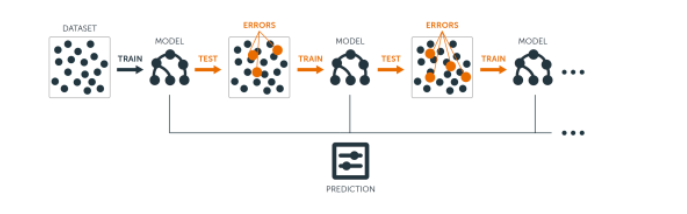 DATASET
TRAIN
MODEL
TEST
ERRORS
TRAIN
MODEL
TEST
ERRORS
TRAIN
MODEL
PREDICTION